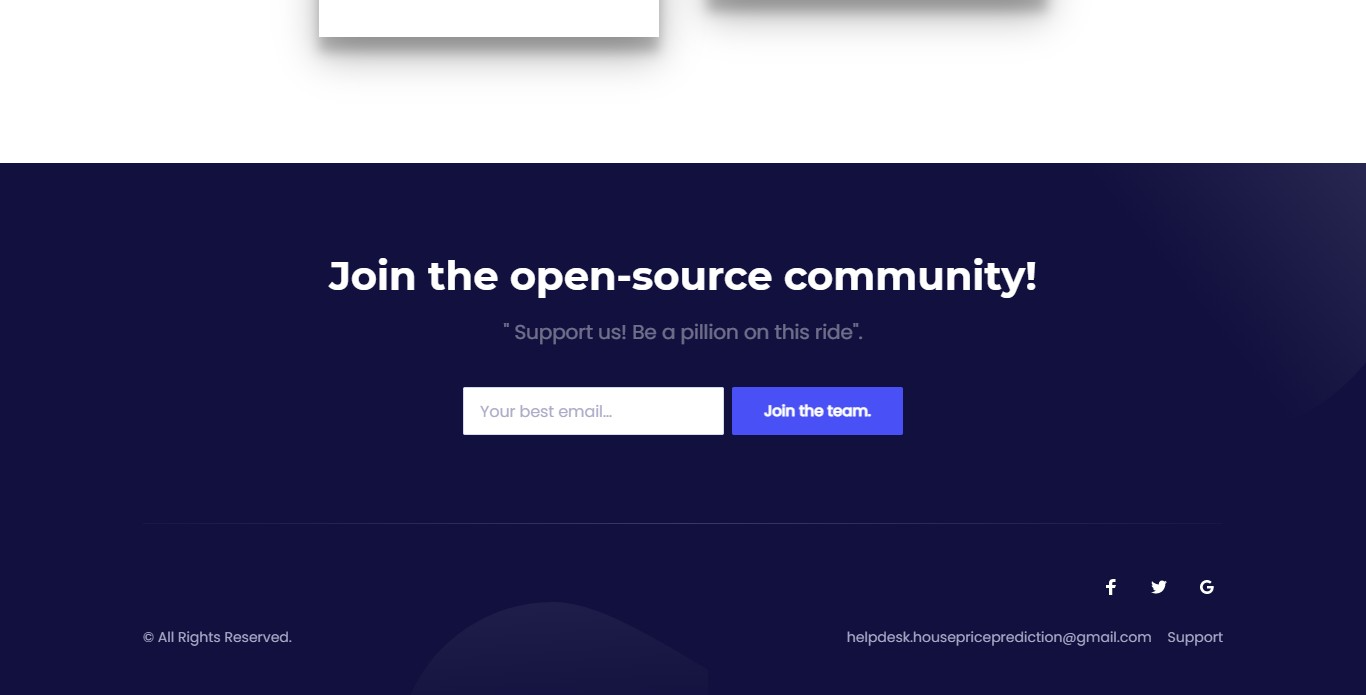 Join the open-source community!
" Support us! Be a pillion on this ride".
Your best email...
Join the team.
© All Rights Reserved.
helpdesk.housepriceprediction@gmail.com Support